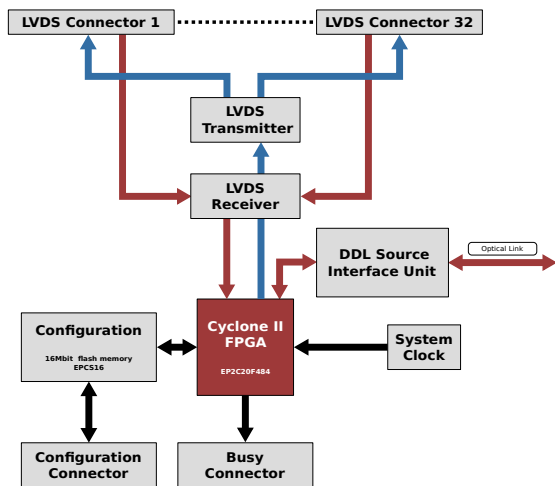 LVDS Connector 1
LVDS Connector 32
LVDS
Transmitter
LVDS
Receiver
DDL Source
Interface Unit
Optical Link
Configuration
16Mbit flash memory
EPCS16
Cyclone II
FPGA
EP2C20F484
System
Clock
Configuration
Connector
Busy
Connector